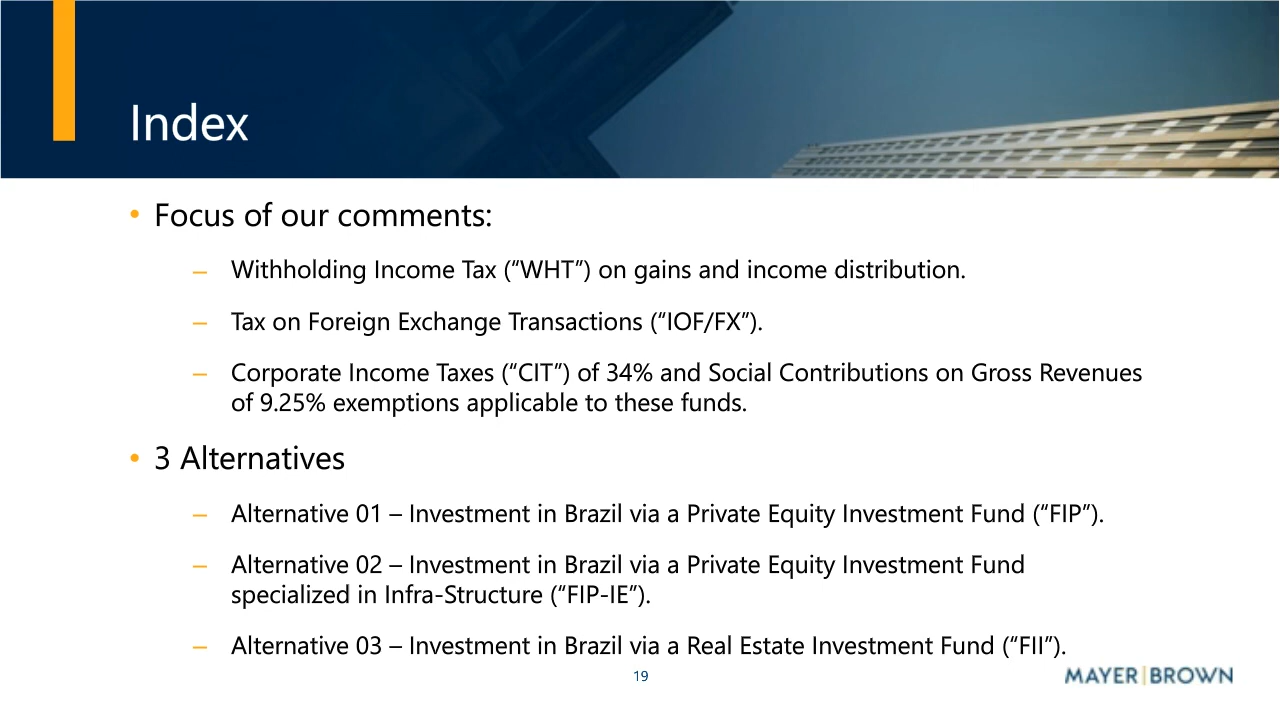 Index
• Focus of our comments:
– Withholding Income Tax (“WHT”) on gains and income distribution.
– Tax on Foreign Exchange Transactions (“IOF/FX”).
– Corporate Income Taxes (“CIT”) of 34% and Social Contributions on Gross Revenues
of 9.25% exemptions applicable to these funds.
• 3 Alternatives
– Alternative 01 – Investment in Brazil via a Private Equity Investment Fund (“FIP”).
– Alternative 02 – Investment in Brazil via a Private Equity Investment Fund
specialized in Infra-Structure (“FIP-IE”).
– Alternative 03 – Investment in Brazil via a Real Estate Investment Fund (“FII”).
19
MAYER|BROWN